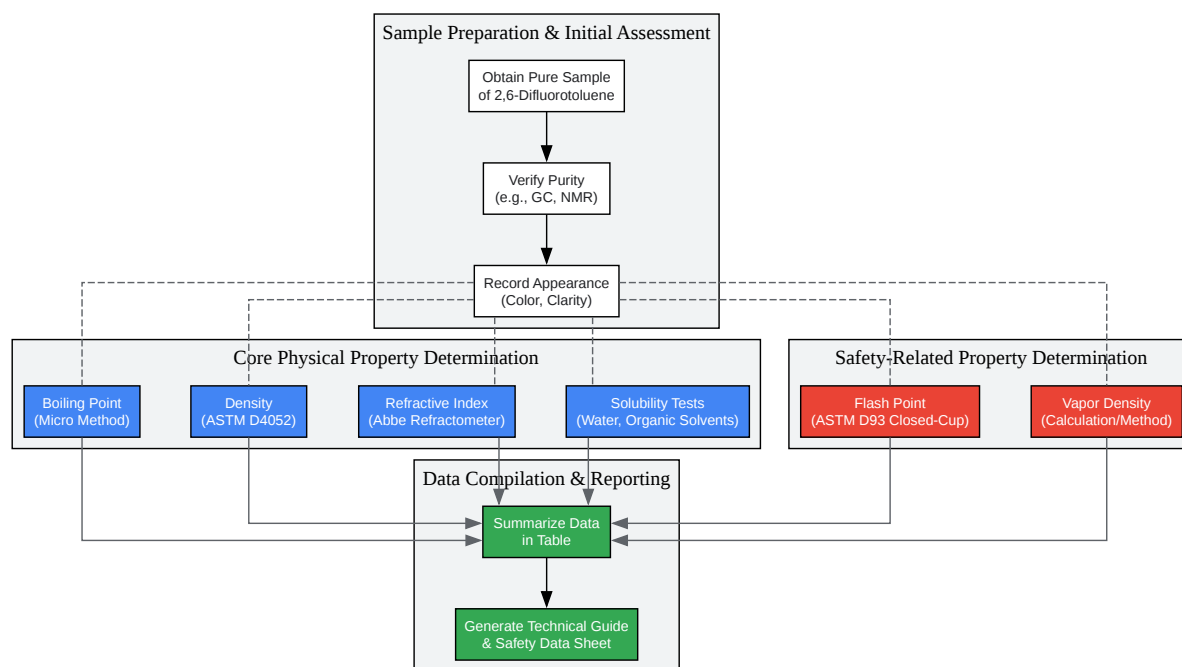 Sample Preparation & Initial Assessment
Obtain Pure Sample
of 2,6-Difluorotoluene
Verify Purity
(e.g., GC, NMR)
Record Appearance
(Color, Clarity)
Core Physical Property Determination
Boiling Point
(Micro Method)
Density
(ASTM D4052)
Refractive Index
(Abbe Refractometer)
Solubility Tests
(Water, Organic Solvents)
Safety-Related Property Determination
Flash Point
(ASTM D93 Closed-Cup)
Vapor Density
(Calculation/Method)
Data Compilation & Reporting
Summarize Data
in Table
Generate Technical Guide
& Safety Data Sheet